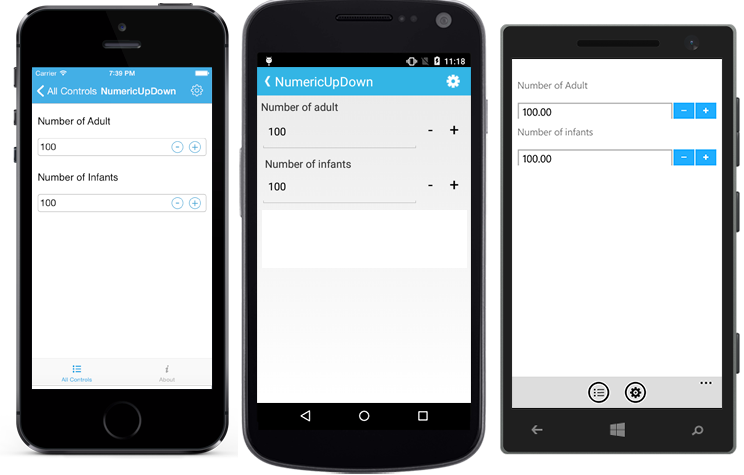 Carrier 7:39 PM
All Controls NumericUpDown
Number of Adult
100 - +
Number of Infants
100 - +
All Controls
i
About
11:18
NumericUpDown
Number of adult
100 - +
Number of infants
100 - +
Number of Adult
100.00 - +
Number of infants
100.00 - +